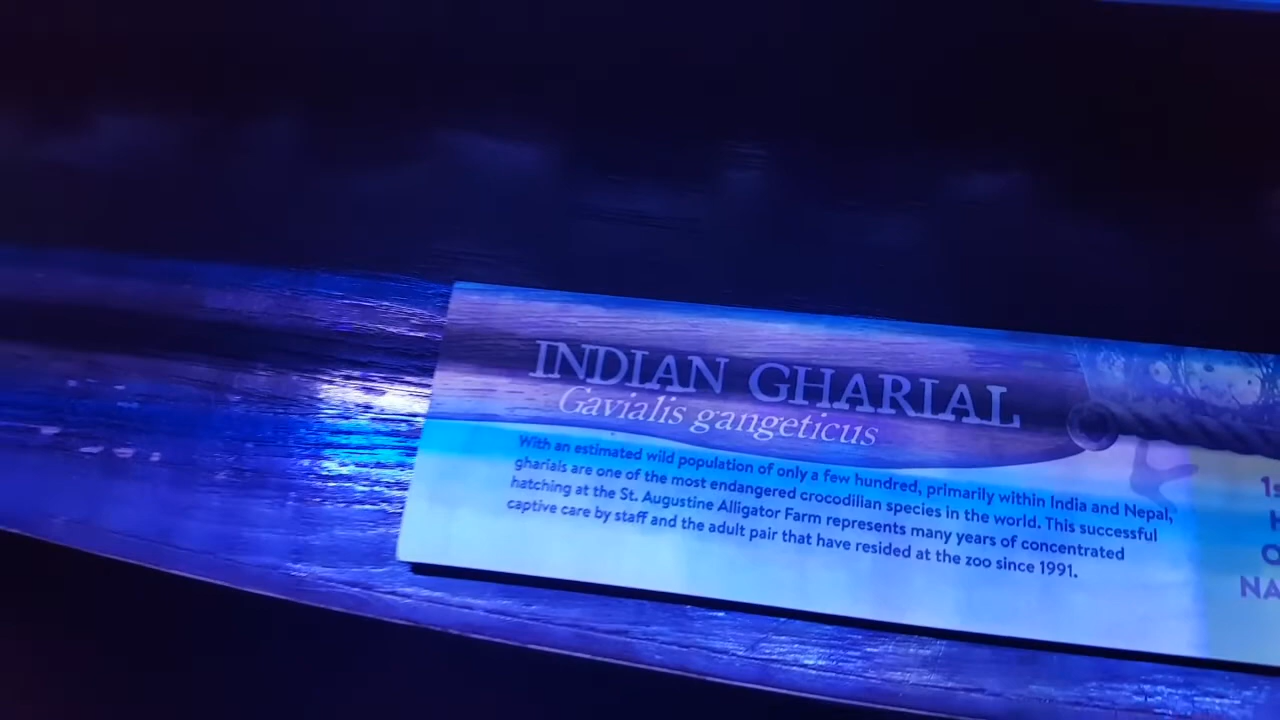 INDIAN GHARIAL
Gavialis gangeticus
With an estimated wild population of only a few hundred, primarily within India and Nepal,
gharials are one of the most endangered crocodilian species in the world. This successful
hatching at the St. Augustine Alligator Farm represents many years of concentrated
captive care by staff and the adult pair that have resided at the zoo since 1991.